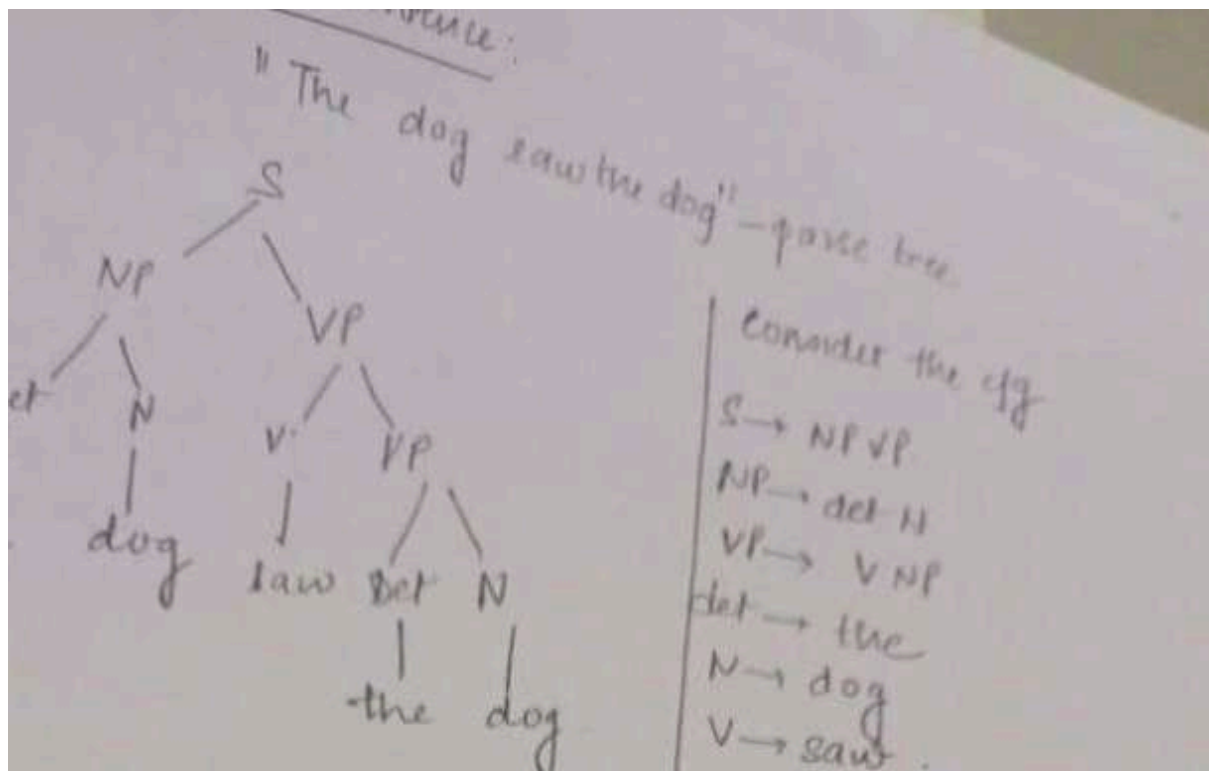 "The dog saw the dog" - parse tree
S
NP VP
et N V VP
dog saw Det N
the dog
Consider the cfg
S → NP VP
NP → det N
VP → V NP
det → the
N → dog
V → saw.